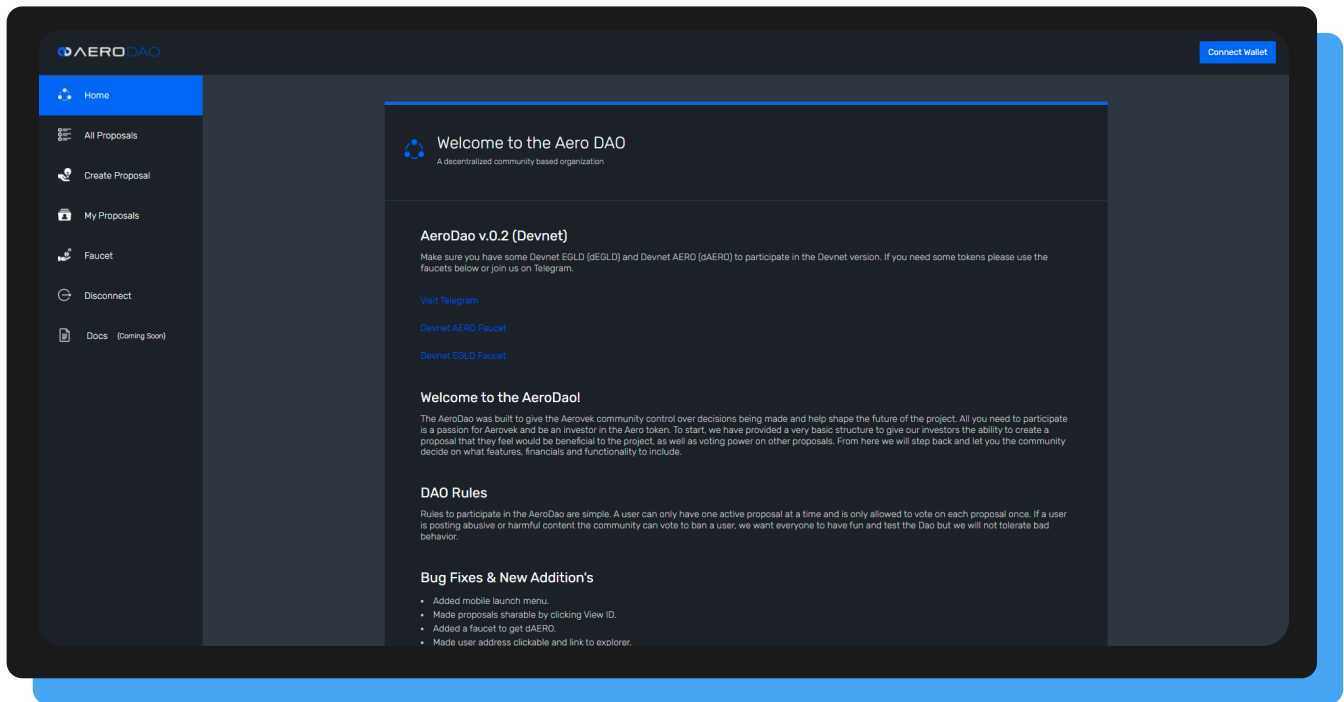 AERODAO
Connect Wallet
Home
All Proposals
Create Proposal
My Proposals
Faucet
Disconnect
Docs (Coming Soon)
Welcome to the Aero DAO
A decentralized community based organization
AeroDao v.0.2 (Devnet)
Make sure you have some Devnet EGLD (dEGLD) and Devnet AERO (dAERO) to participate in the Devnet version. If you need some tokens please use the
faucets below or join us on Telegram.
Visit Telegram
Devnet AERO Faucet
Devnet EGLD Faucet
Welcome to the AeroDao!
The AeroDao was built to give the Aerovek community control over decisions being made and help shape the future of the project. All you need to participate
is a passion for Aerovek and be an investor in the Aero token. To start, we have provided a very basic structure to give our investors the ability to create a
proposal that they feel would be beneficial to the project, as well as voting power on other proposals. From here we will step back and let you the community
decide on what features, financials and functionality to include.
DAO Rules
Rules to participate in the AeroDao are simple. A user can only have one active proposal at a time and is only allowed to vote on each proposal once. If a user
is posting abusive or harmful content the community can vote to ban a user, we want everyone to have fun and test the Dao but we will not tolerate bad
behavior.
Bug Fixes & New Addition's
• Added mobile launch menu.
• Made proposals sharable by clicking View ID.
• Added a faucet to get dAERO.
• Made user address clickable and link to explorer.